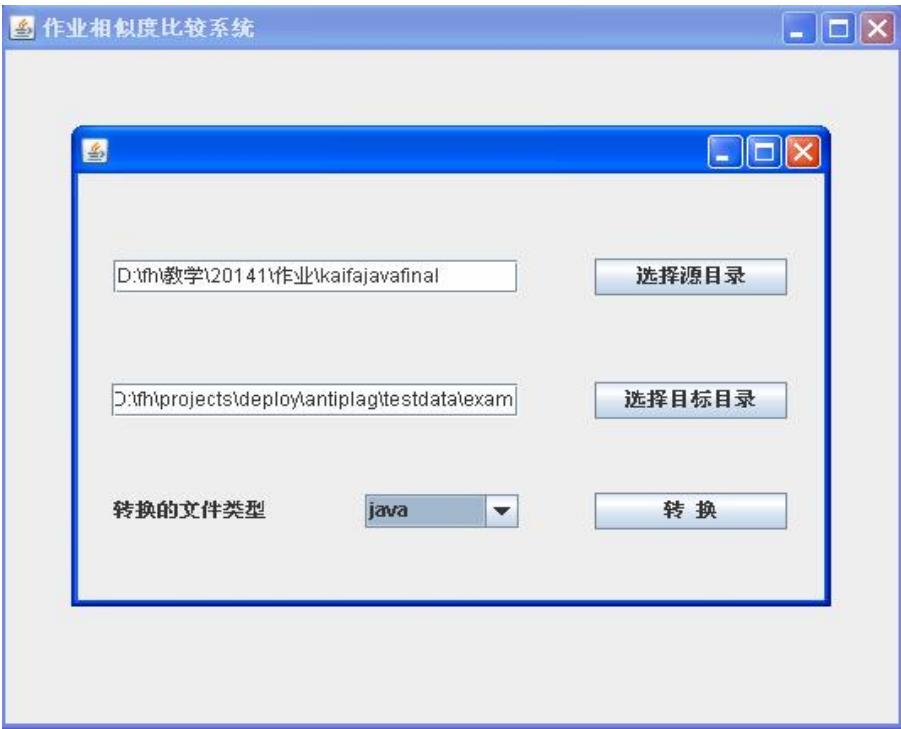 作业相似度比较系统
D:\fh\教学\20141\作业\kaifajavafinal
选择源目录
D:\fh\projects\deploy\antiplag\testdata\exam
选择目标目录
转换的文件类型
java
转 换